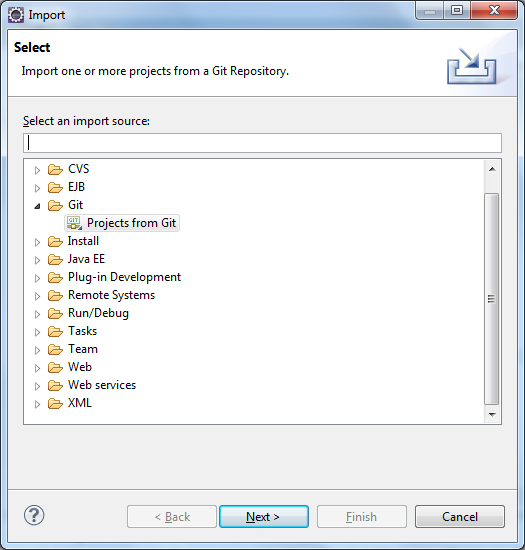 Import
Select
Import one or more projects from a Git Repository.
Select an import source:
CVS
EJB
Git
GIT Projects from Git
Install
Java EE
Plug-in Development
Remote Systems
Run/Debug
Tasks
Team
Web
Web services
XML
? < Back Next > Finish Cancel